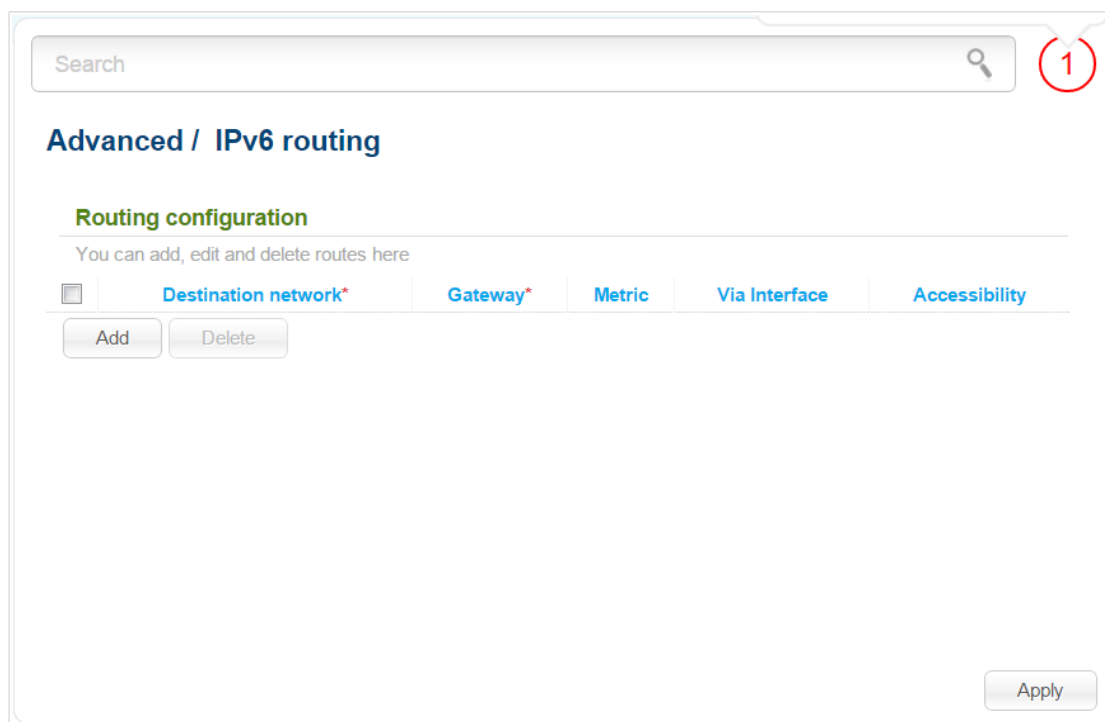 Search
1
Advanced / IPv6 routing
Routing configuration
You can add, edit and delete routes here
Destination network* Gateway* Metric Via Interface Accessibility
Add Delete
Apply